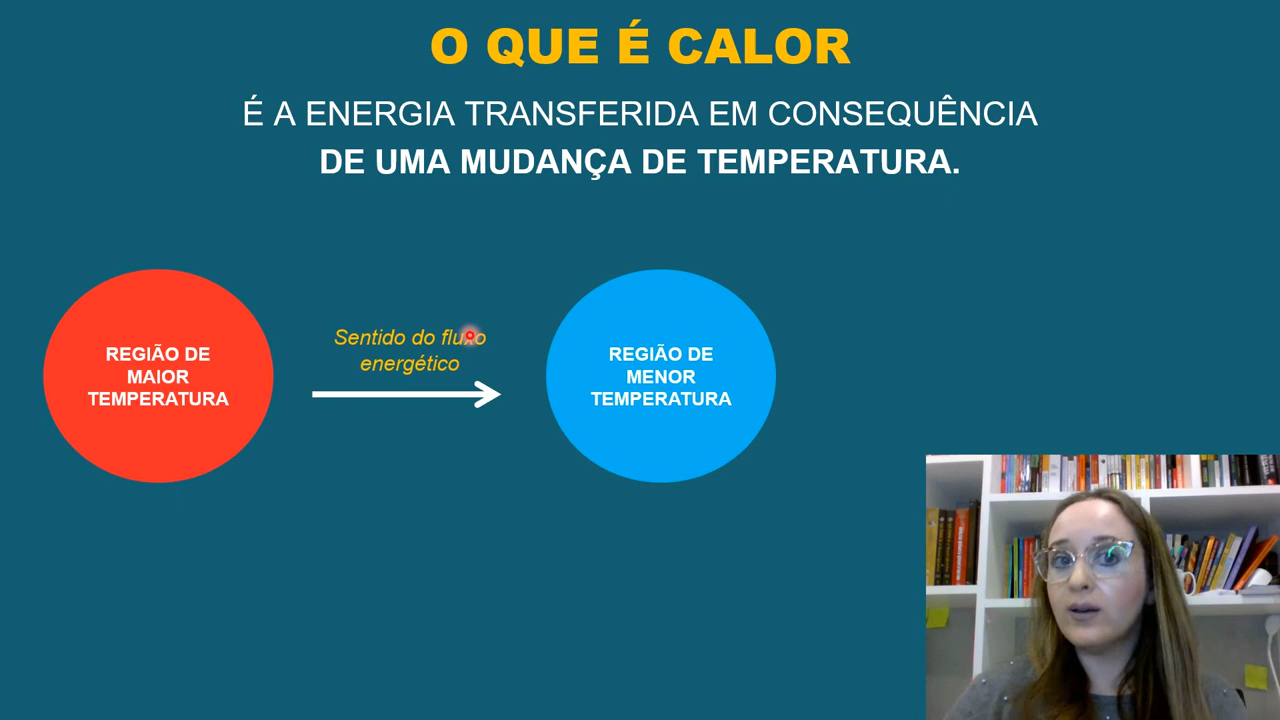 O QUE É CALOR
É A ENERGIA TRANSFERIDA EM CONSEQUÊNCIA
DE UMA MUDANÇA DE TEMPERATURA.
REGIÃO DE
MAIOR
TEMPERATURA
Sentido do fluxo
energético
REGIÃO DE
MENOR
TEMPERATURA